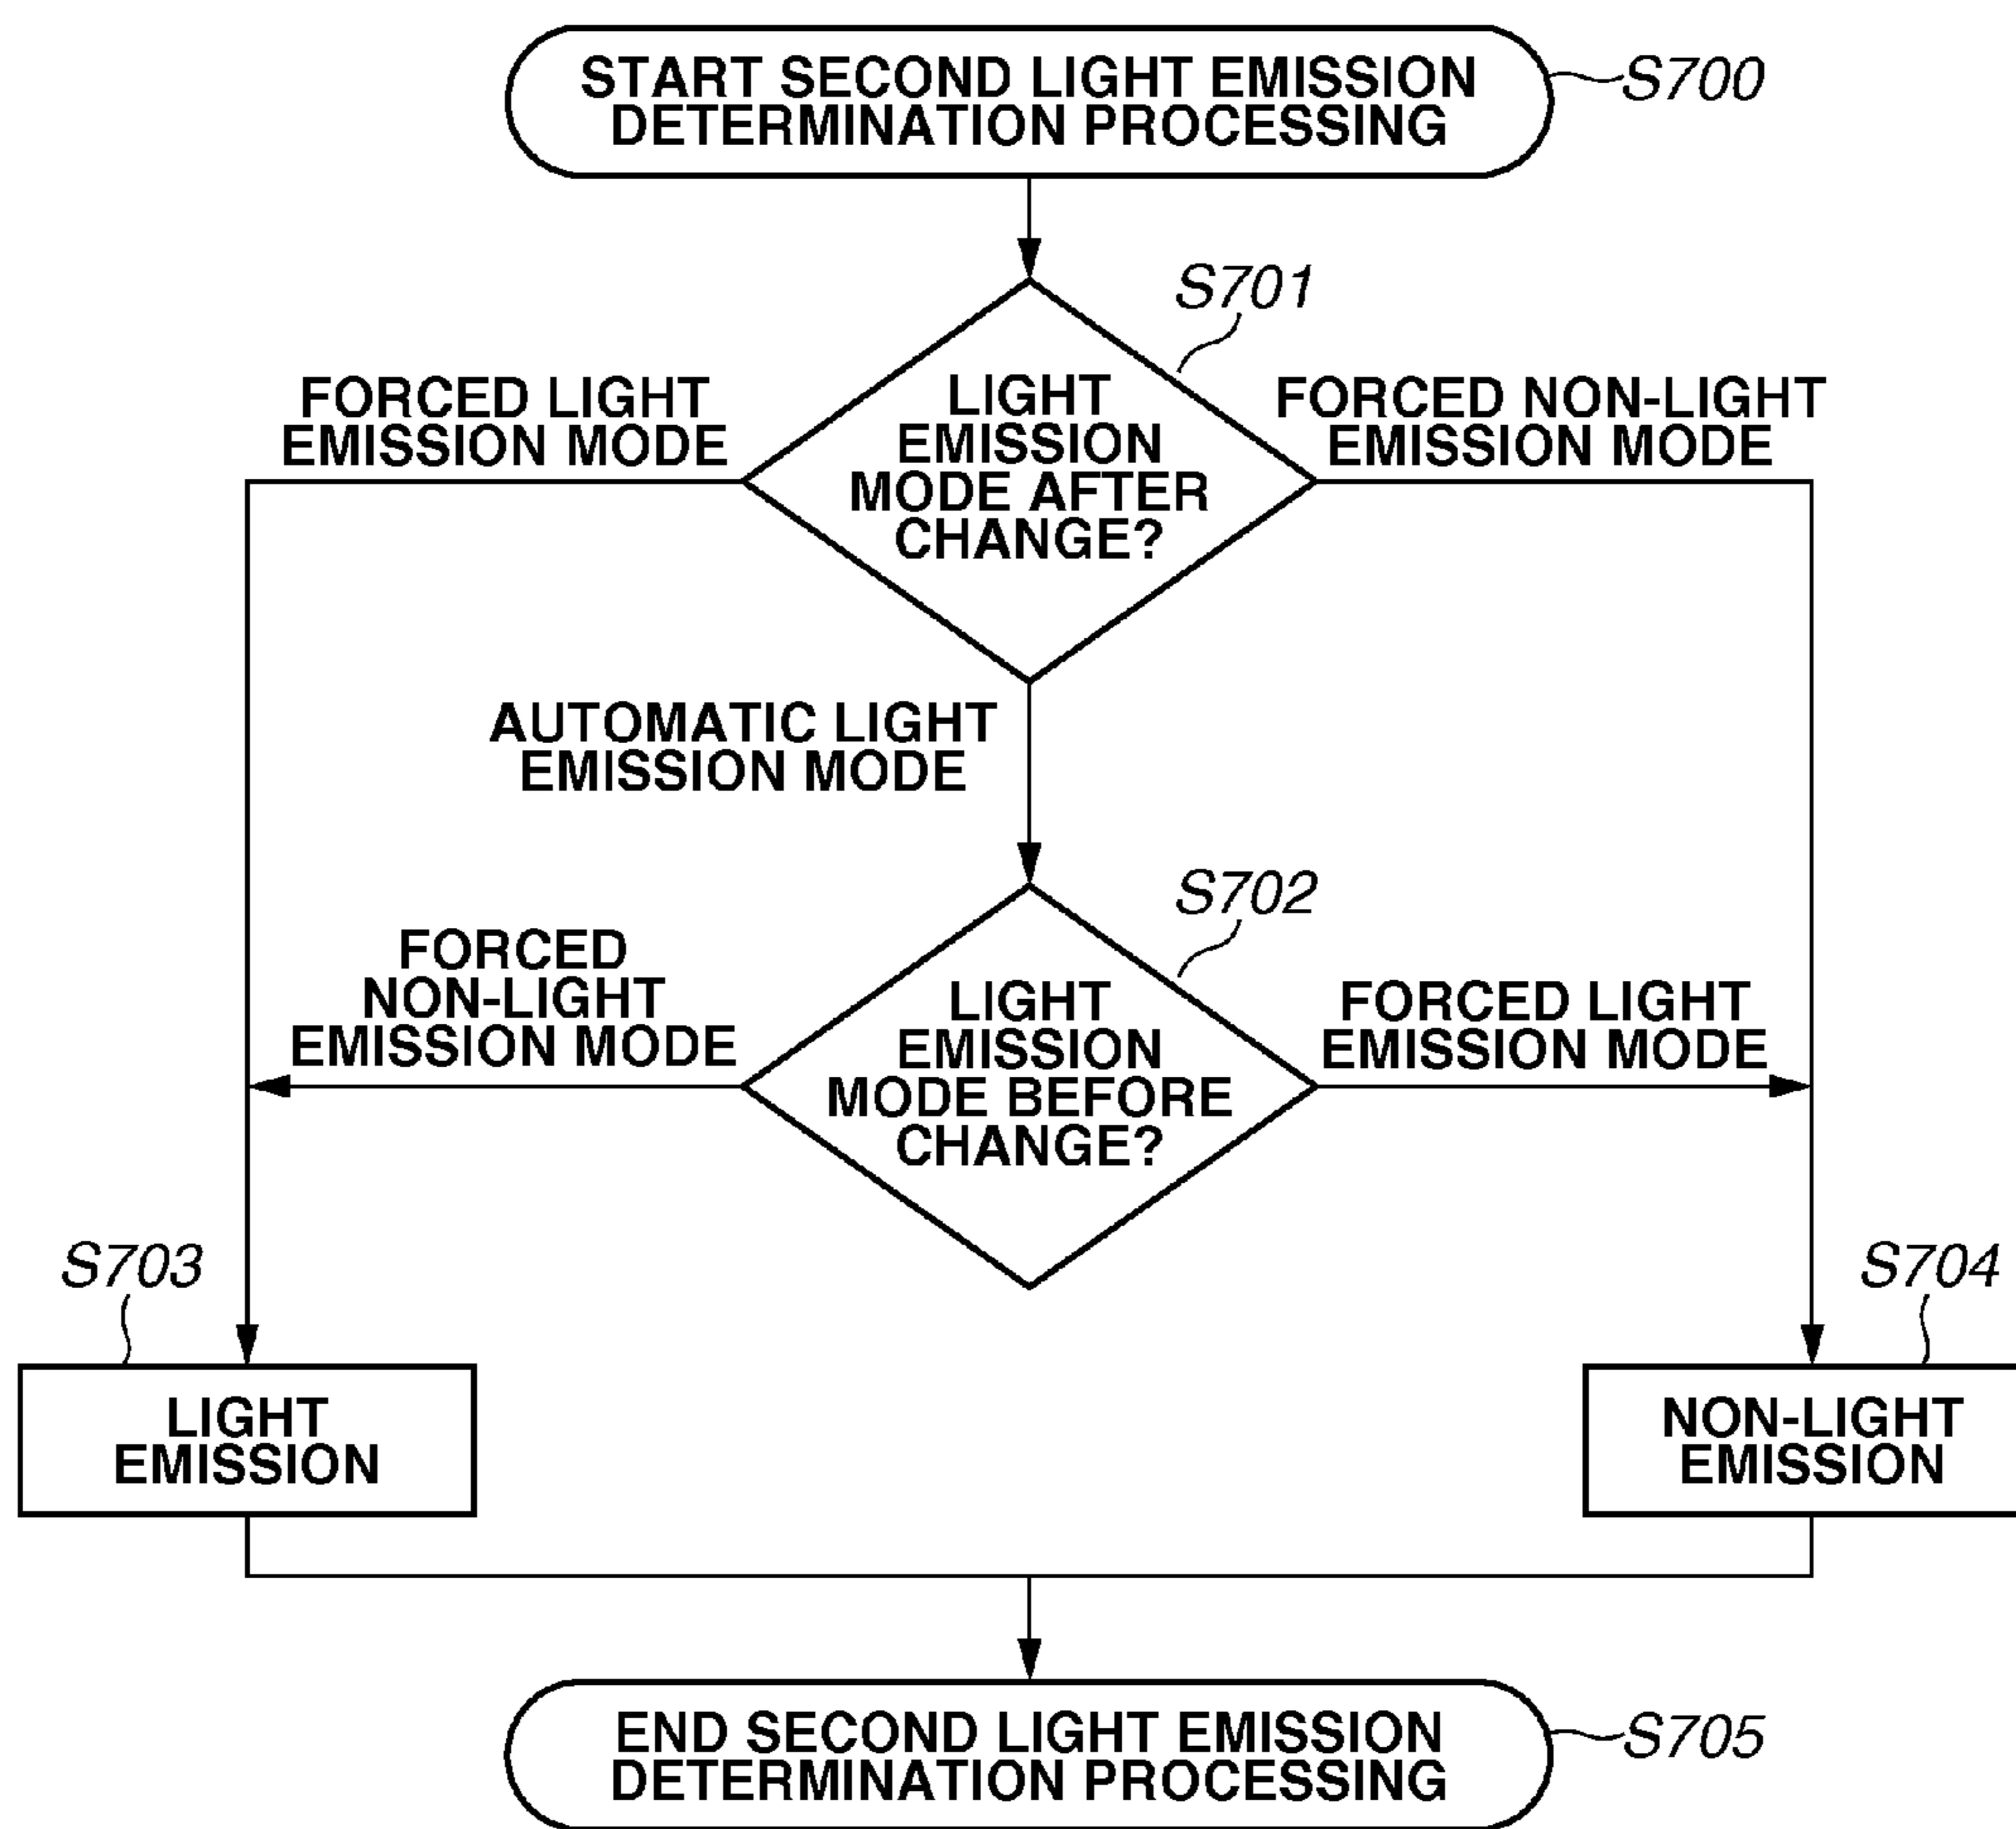 START SECOND LIGHT EMISSION
DETERMINATION PROCESSING
S700
S701
FORCED LIGHT
EMISSION MODE
LIGHT
EMISSION
MODE AFTER
CHANGE?
FORCED NON-LIGHT
EMISSION MODE
AUTOMATIC LIGHT
EMISSION MODE
S702
FORCED
NON-LIGHT
EMISSION MODE
LIGHT
EMISSION
MODE BEFORE
CHANGE?
FORCED LIGHT
EMISSION MODE
S703
S704
LIGHT
EMISSION
NON-LIGHT
EMISSION
END SECOND LIGHT EMISSION
DETERMINATION PROCESSING
S705